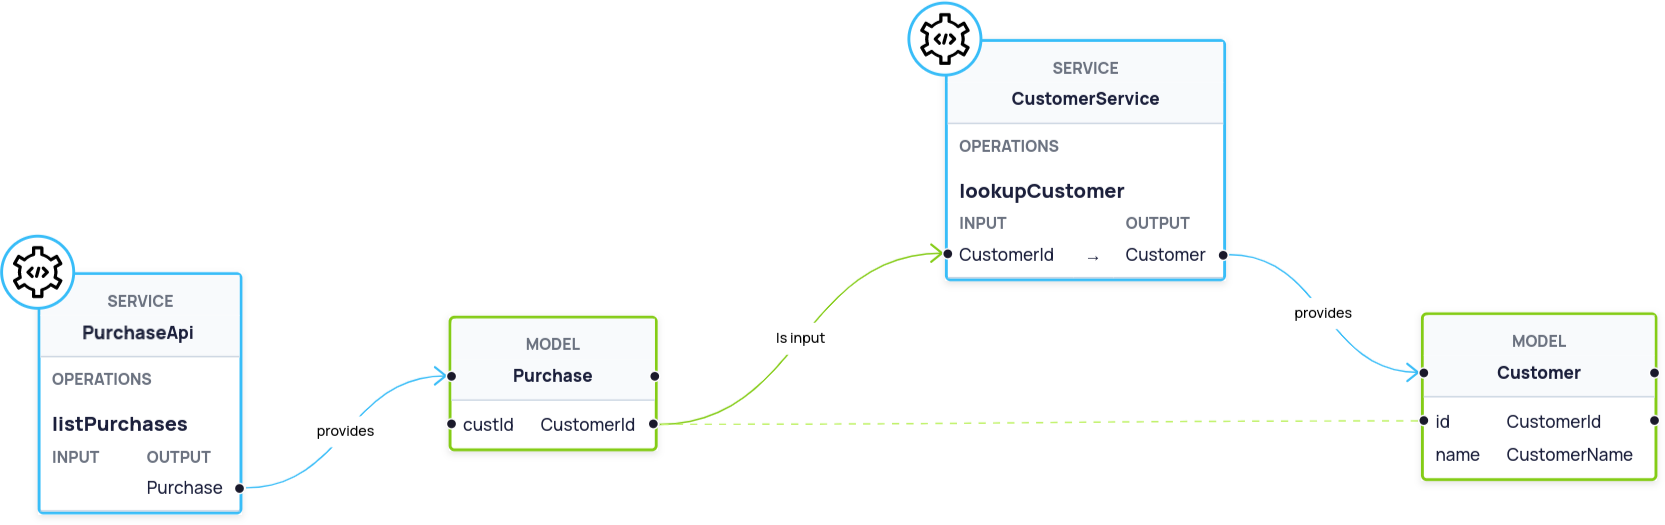 SERVICE
PurchaseApi
OPERATIONS
listPurchases
INPUT OUTPUT
Purchase
provides
MODEL
Purchase
custId CustomerId
Is input
</>
SERVICE
CustomerService
OPERATIONS
lookupCustomer
INPUT OUTPUT
CustomerId → Customer
provides
MODEL
Customer
id CustomerId
name CustomerName